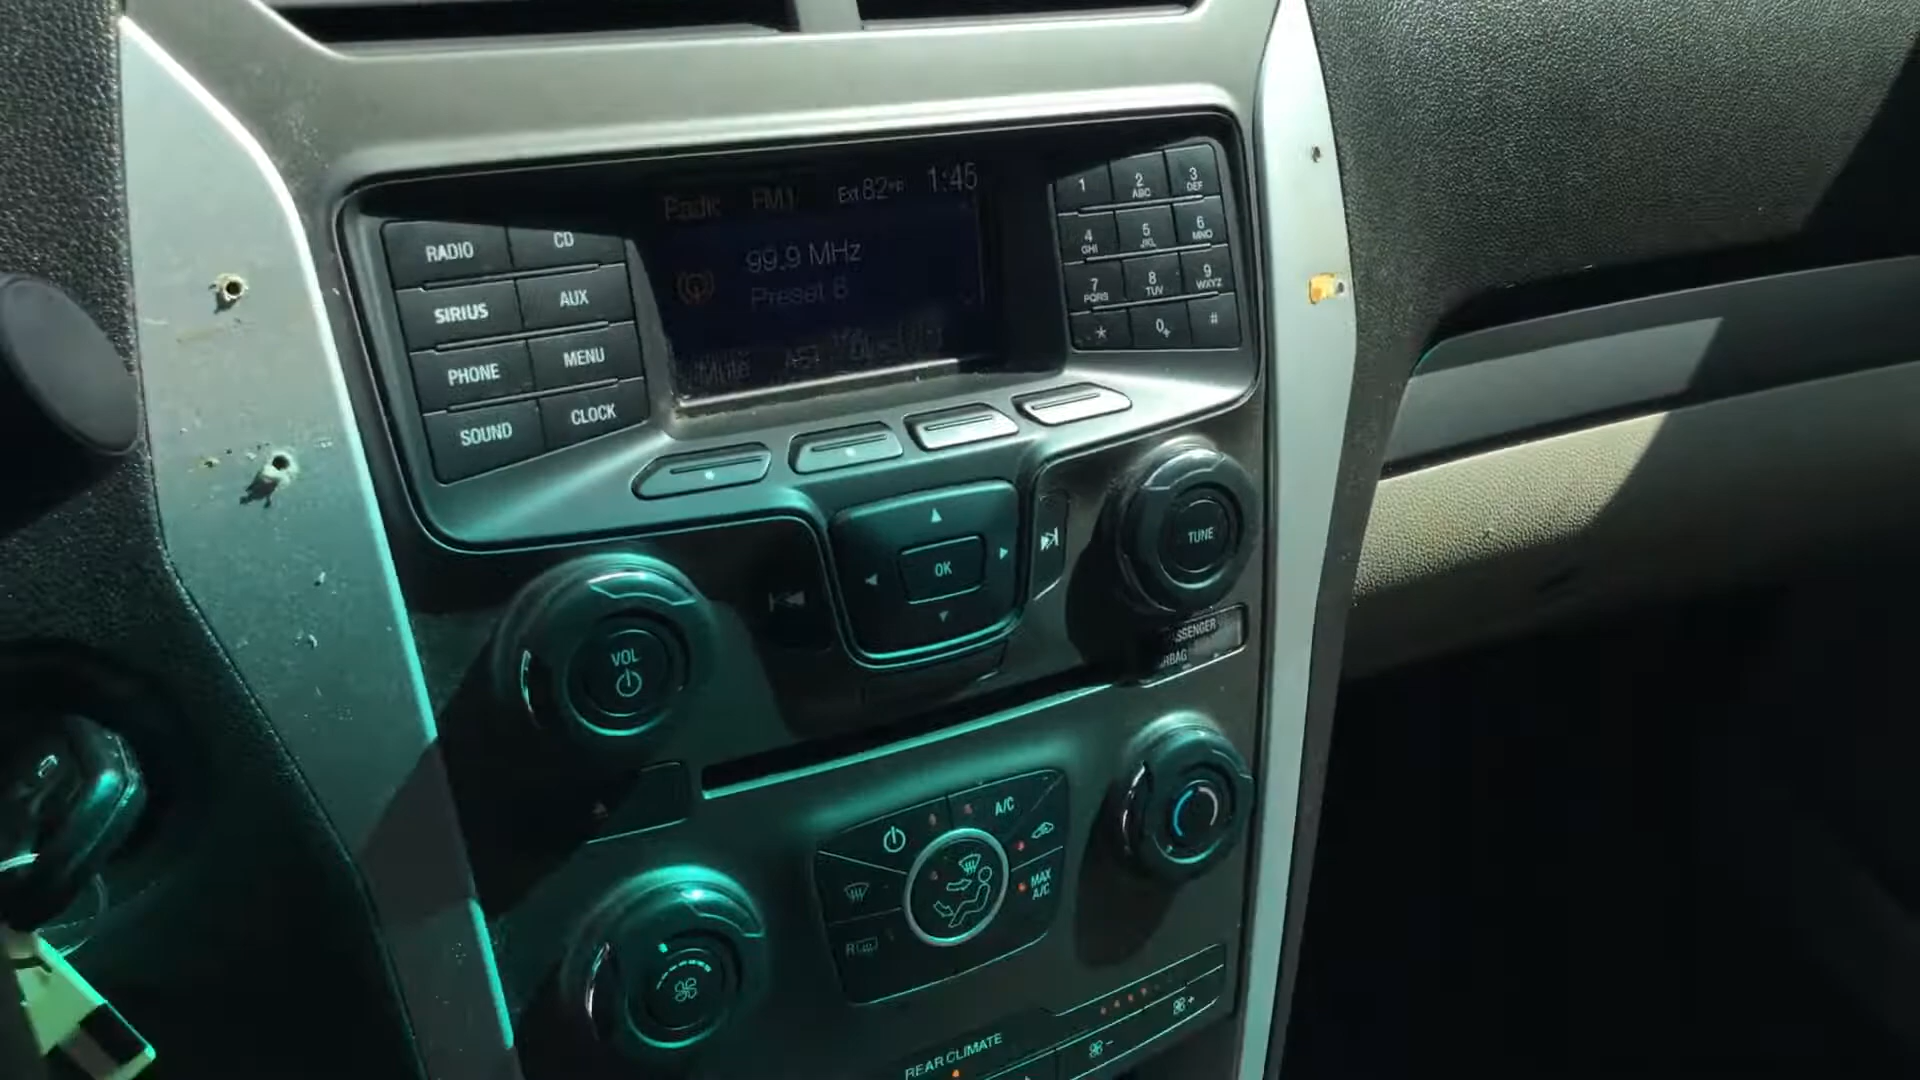 Radio FM1 Ext 82°F 1:45
99.9 MHz
Preset 6
Mute
RADIO
CD
SIRIUS
AUX
PHONE
MENU
SOUND
CLOCK
1
2 ABC
3 DEF
4 GHI
5 JKL
6 MNO
7 PQRS
8 TUV
9 WXYZ
*
0+
#
OK
TUNE
VOL
A/C
MAX
A/C
R
REAR CLIMATE
+
-